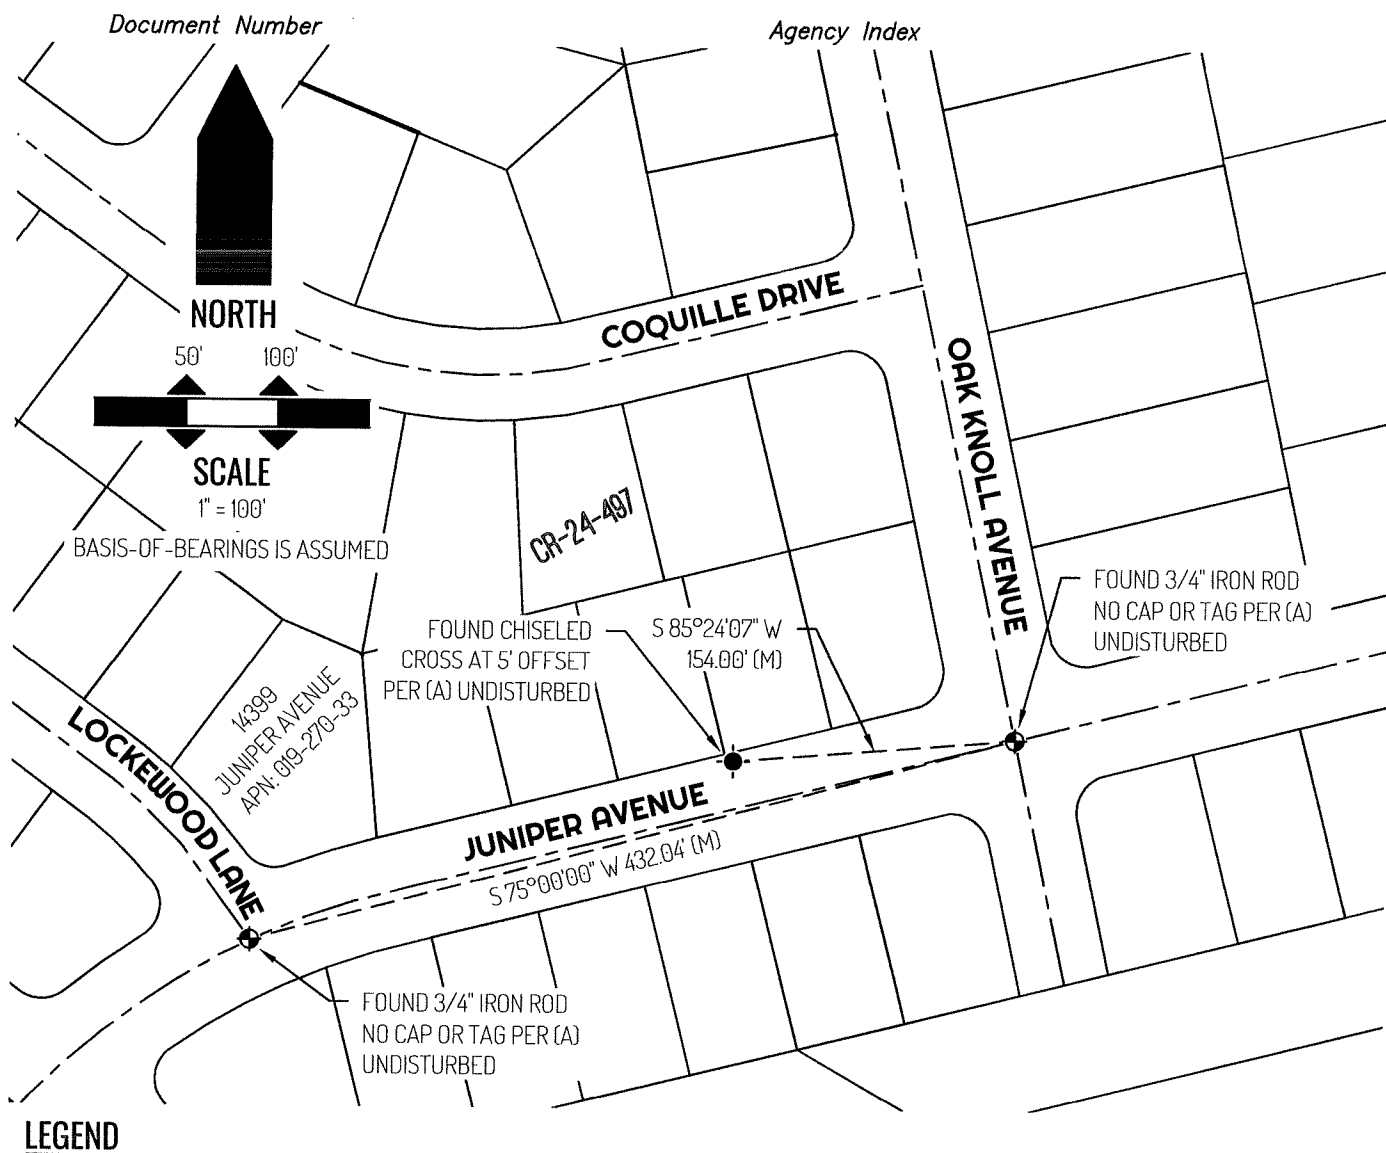 Document Number
Agency Index
NORTH
50' 100'
SCALE
1" = 100'
BASIS-OF-BEARINGS IS ASSUMED
COQUILLE DRIVE
OAK KNOLL AVENUE
CR-24-497
FOUND 3/4" IRON ROD
NO CAP OR TAG PER (A)
UNDISTURBED
FOUND CHISELED
CROSS AT 5' OFFSET
PER (A) UNDISTURBED
S 85°24'07" W
154.00' (M)
14399
JUNIPER AVENUE
APN: 019-270-33
LOCKEWOOD LANE
JUNIPER AVENUE
S 75°00'00" W 432.04' (M)
FOUND 3/4" IRON ROD
NO CAP OR TAG PER (A)
UNDISTURBED
LEGEND